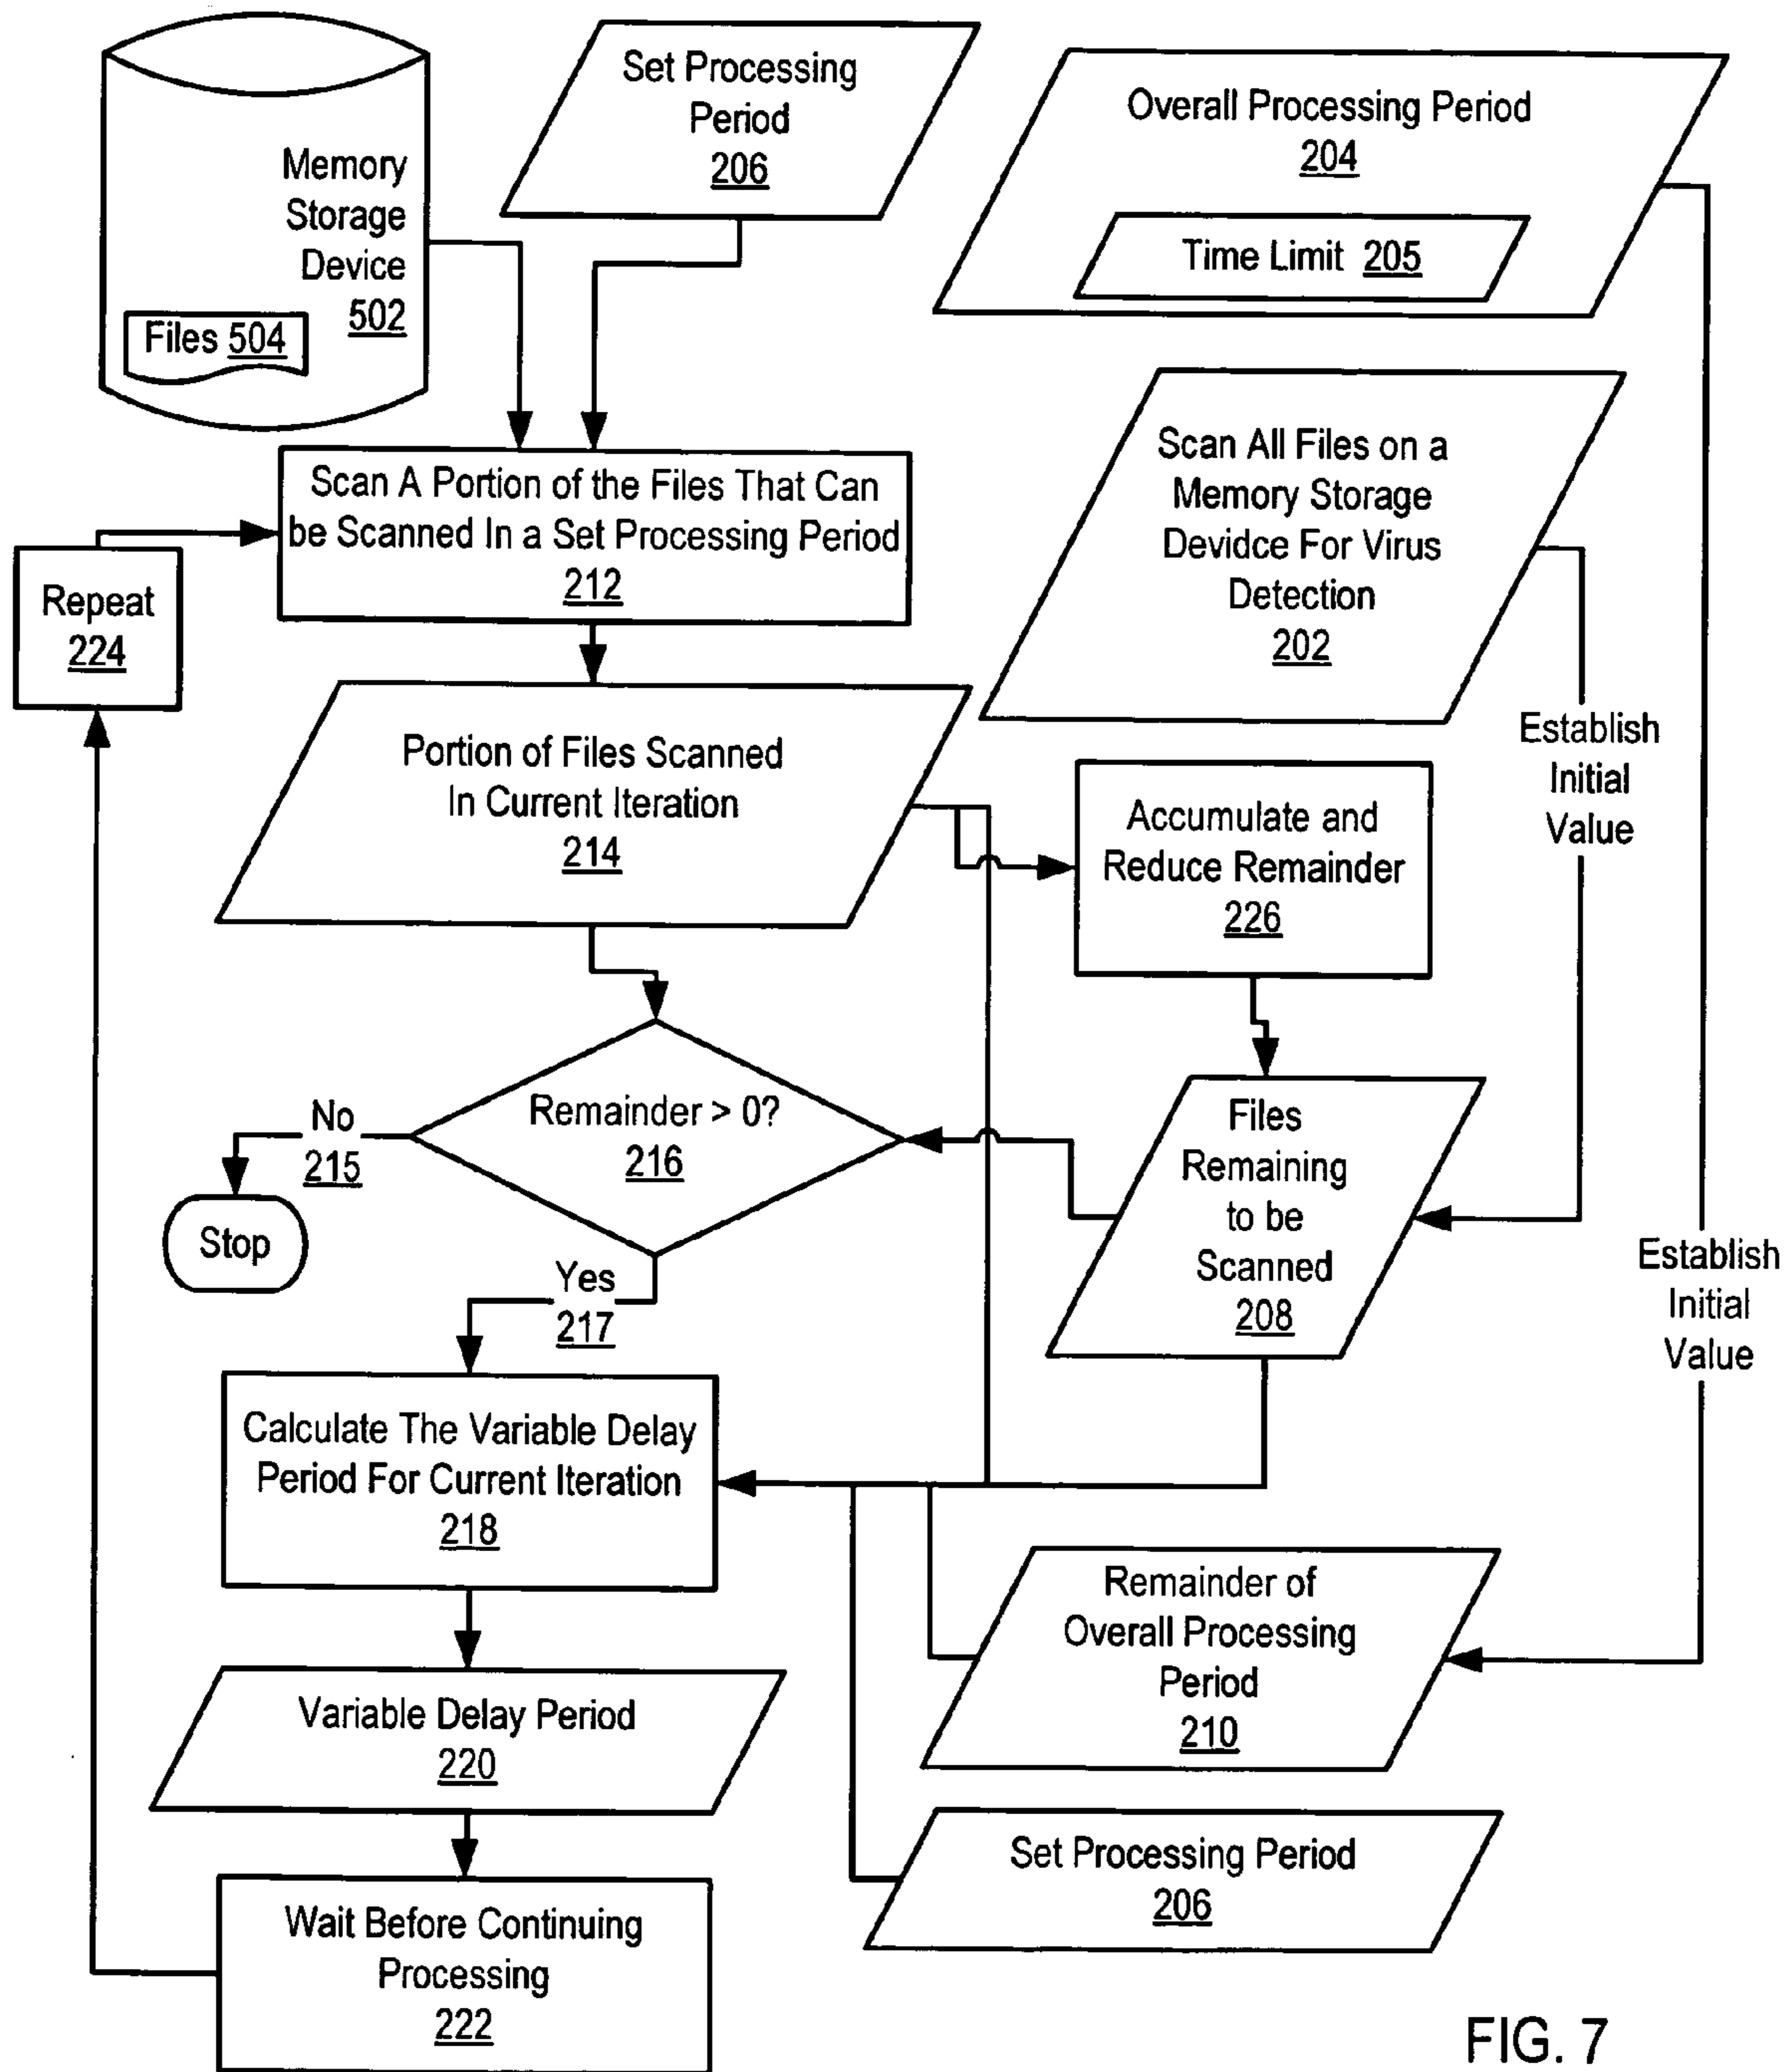 Memory
Storage
Device
502
Files 504
Set Processing
Period
206
Overall Processing Period
204
Time Limit 205
Scan A Portion of the Files That Can
be Scanned In a Set Processing Period
212
Scan All Files on a
Memory Storage
Devidce For Virus
Detection
202
Repeat
224
Establish
Initial
Value
Portion of Files Scanned
In Current Iteration
214
Accumulate and
Reduce Remainder
226
Remainder > 0?
216
No
215
Stop
Yes
217
Files
Remaining
to be
Scanned
208
Establish
Initial
Value
Calculate The Variable Delay
Period For Current Iteration
218
Remainder of
Overall Processing
Period
210
Variable Delay Period
220
Set Processing Period
206
Wait Before Continuing
Processing
222
FIG. 7